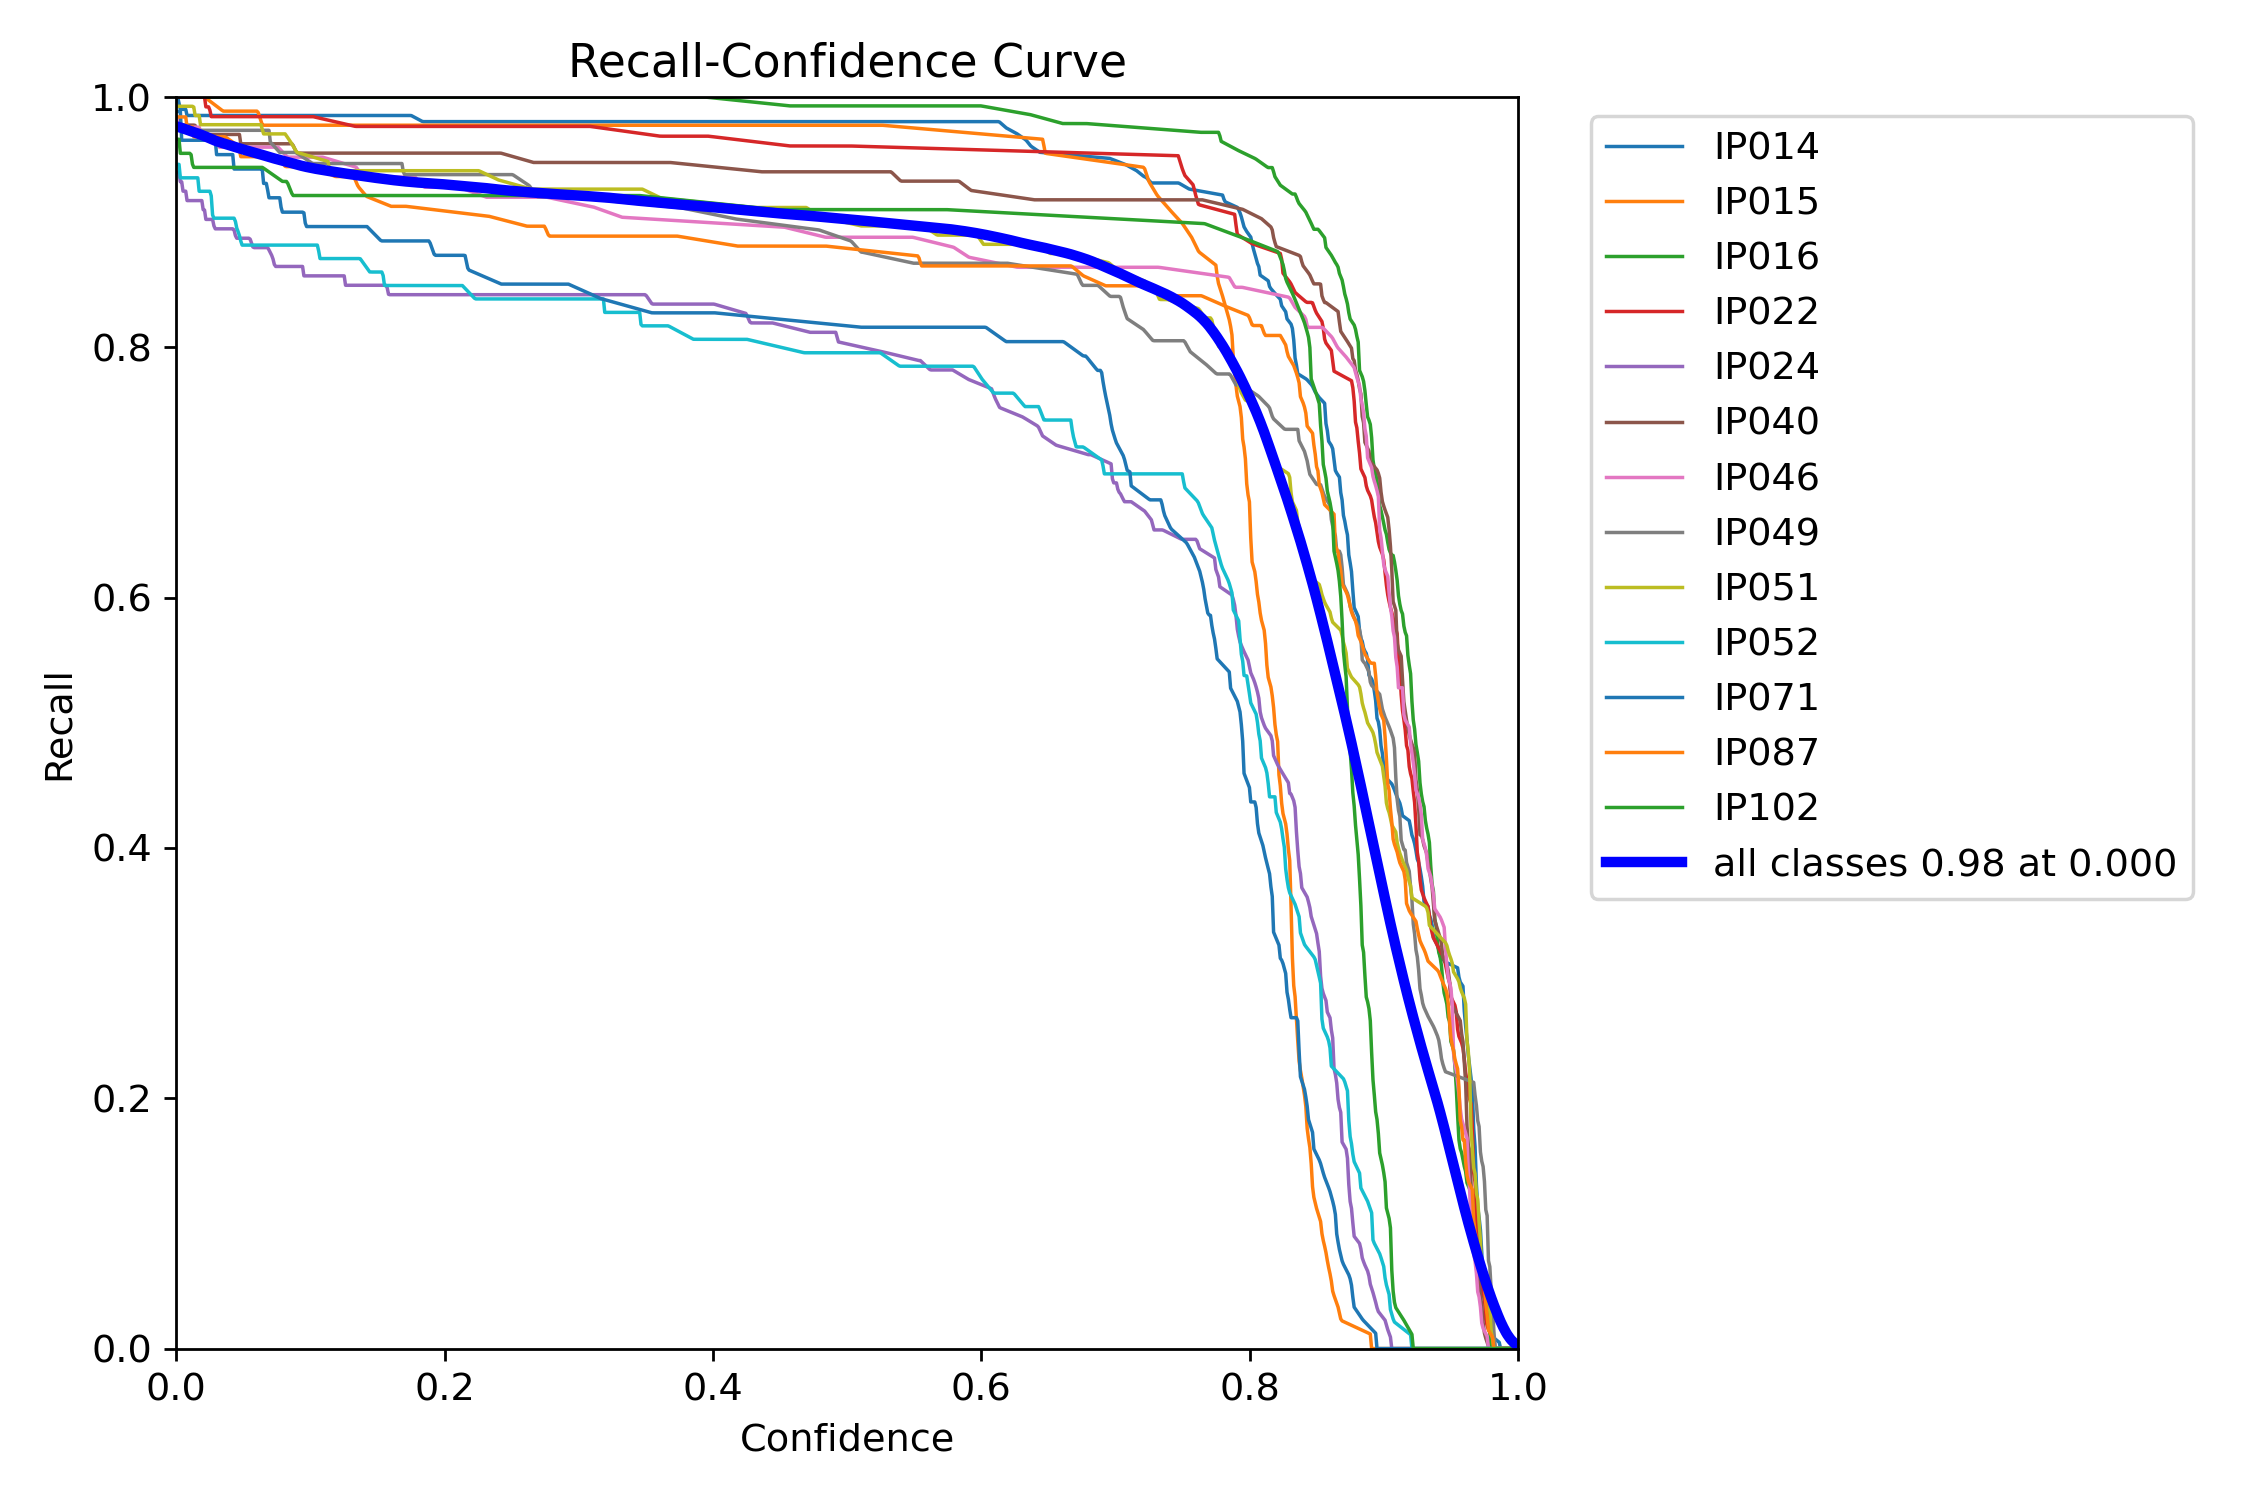 Recall-Confidence Curve
1.0
0.8
0.6
0.4
0.2
0.0
Recall
0.0 0.2 0.4 0.6 0.8 1.0
Confidence
IP014
IP015
IP016
IP022
IP024
IP040
IP046
IP049
IP051
IP052
IP071
IP087
IP102
all classes 0.98 at 0.000